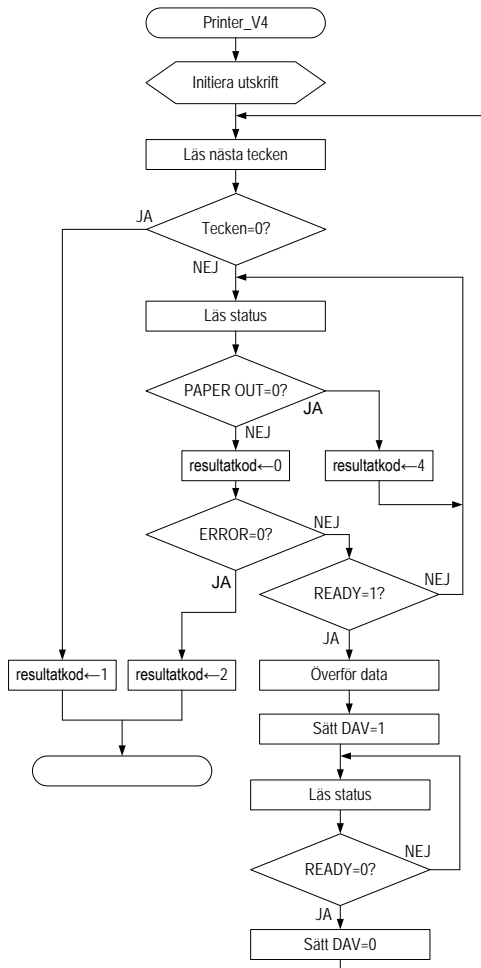 Printer_V4
Initiera utskrift
Läs nästa tecken
JA
Tecken=0?
NEJ
Läs status
PAPER OUT=0?
JA
NEJ
resultatkod←0
resultatkod←4
ERROR=0?
NEJ
JA
READY=1?
NEJ
JA
resultatkod←1
resultatkod←2
Överför data
Sätt DAV=1
Läs status
READY=0?
NEJ
JA
Sätt DAV=0